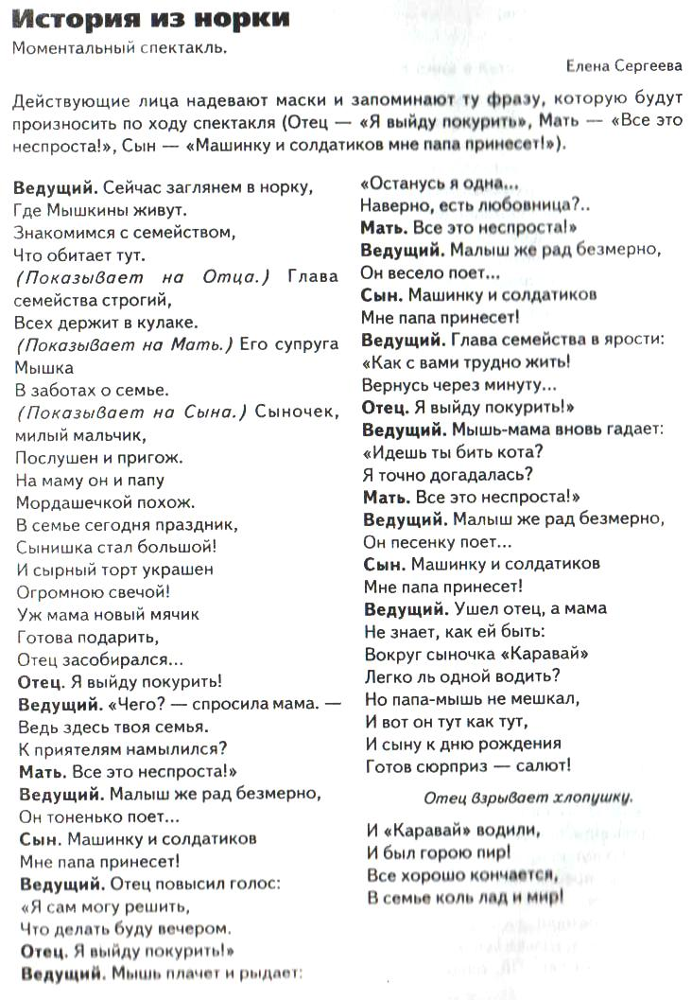 История из норки
Моментальный спектакль.
Елена Сергеева
Действующие лица надевают маски и запоминают ту фразу, которую будут
произносить по ходу спектакля (Отец — «Я выйду покурить», Мать — «Все это
неспроста!», Сын — «Машинку и солдатиков мне папа принесет!»).
Ведущий. Сейчас заглянем в норку,
Где Мышкины живут.
Знакомимся с семейством,
Что обитает тут.
(Показывает на Отца.) Глава
семейства строгий,
Всех держит в кулаке.
(Показывает на Мать.) Его супруга
Мышка
В заботах о семье.
(Показывает на Сына.) Сыночек,
милый мальчик,
Послушен и пригож.
На маму он и папу
Мордашечкой похож.
В семье сегодня праздник,
Сынишка стал большой!
И сырный торт украшен
Огромною свечой!
Уж мама новый мячик
Готова подарить,
Отец засобирался...
Отец. Я выйду покурить!
Ведущий. «Чего? — спросила мама. —
Ведь здесь твоя семья.
К приятелям намылился?
Мать. Все это неспроста!»
Ведущий. Малыш же рад безмерно,
Он тоненько поет...
Сын. Машинку и солдатиков
Мне папа принесет!
Ведущий. Отец повысил голос:
«Я сам могу решить,
Что делать буду вечером.
Отец. Я выйду покурить!»
Ведущий. Мышь плачет и рыдает:
«Останусь я одна...
Наверно, есть любовница?..
Мать. Все это неспроста!»
Ведущий. Малыш же рад безмерно,
Он весело поет...
Сын. Машинку и солдатиков
Мне папа принесет!
Ведущий. Глава семейства в ярости:
«Как с вами трудно жить!
Вернусь через минуту...
Отец. Я выйду покурить!»
Ведущий. Мышь-мама вновь гадает:
«Идешь ты бить кота?
Я точно догадалась?
Мать. Все это неспроста!»
Ведущий. Малыш же рад безмерно,
Он песенку поет...
Сын. Машинку и солдатиков
Мне папа принесет!
Ведущий. Ушел отец, а мама
Не знает, как ей быть:
Вокруг сыночка «Каравай»
Легко ль одной водить?
Но папа-мышь не мешкал,
И вот он тут как тут,
И сыну к дню рождения
Готов сюрприз — салют!
Отец взрывает хлопушку.
И «Каравай» водили,
И был горою пир!
Все хорошо кончается,
В семье коль лад и мир!